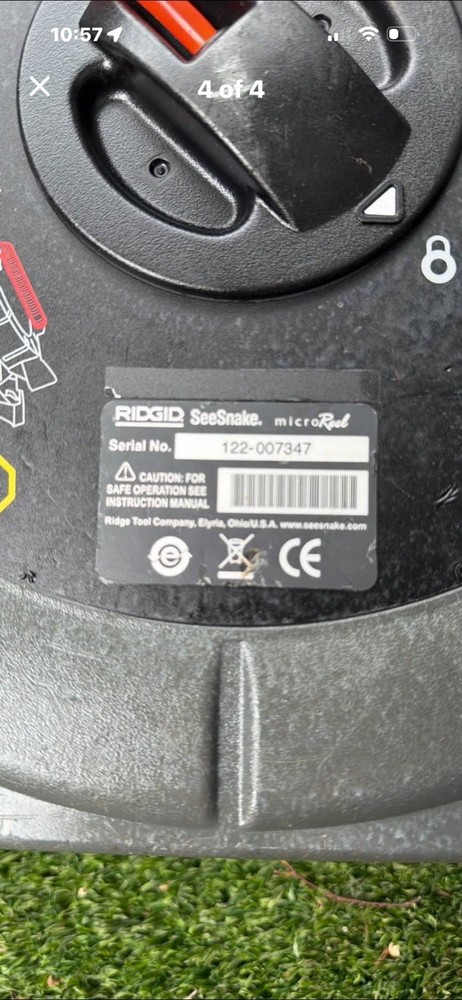 10:57
4 of 4
RIDGID SeeSnake® microReel
Serial No. 122-007347
CAUTION: FOR
SAFE OPERATION SEE
INSTRUCTION MANUAL
Ridge Tool Company, Elyria, Ohio/U.S.A. www.seesnake.com
e
CE